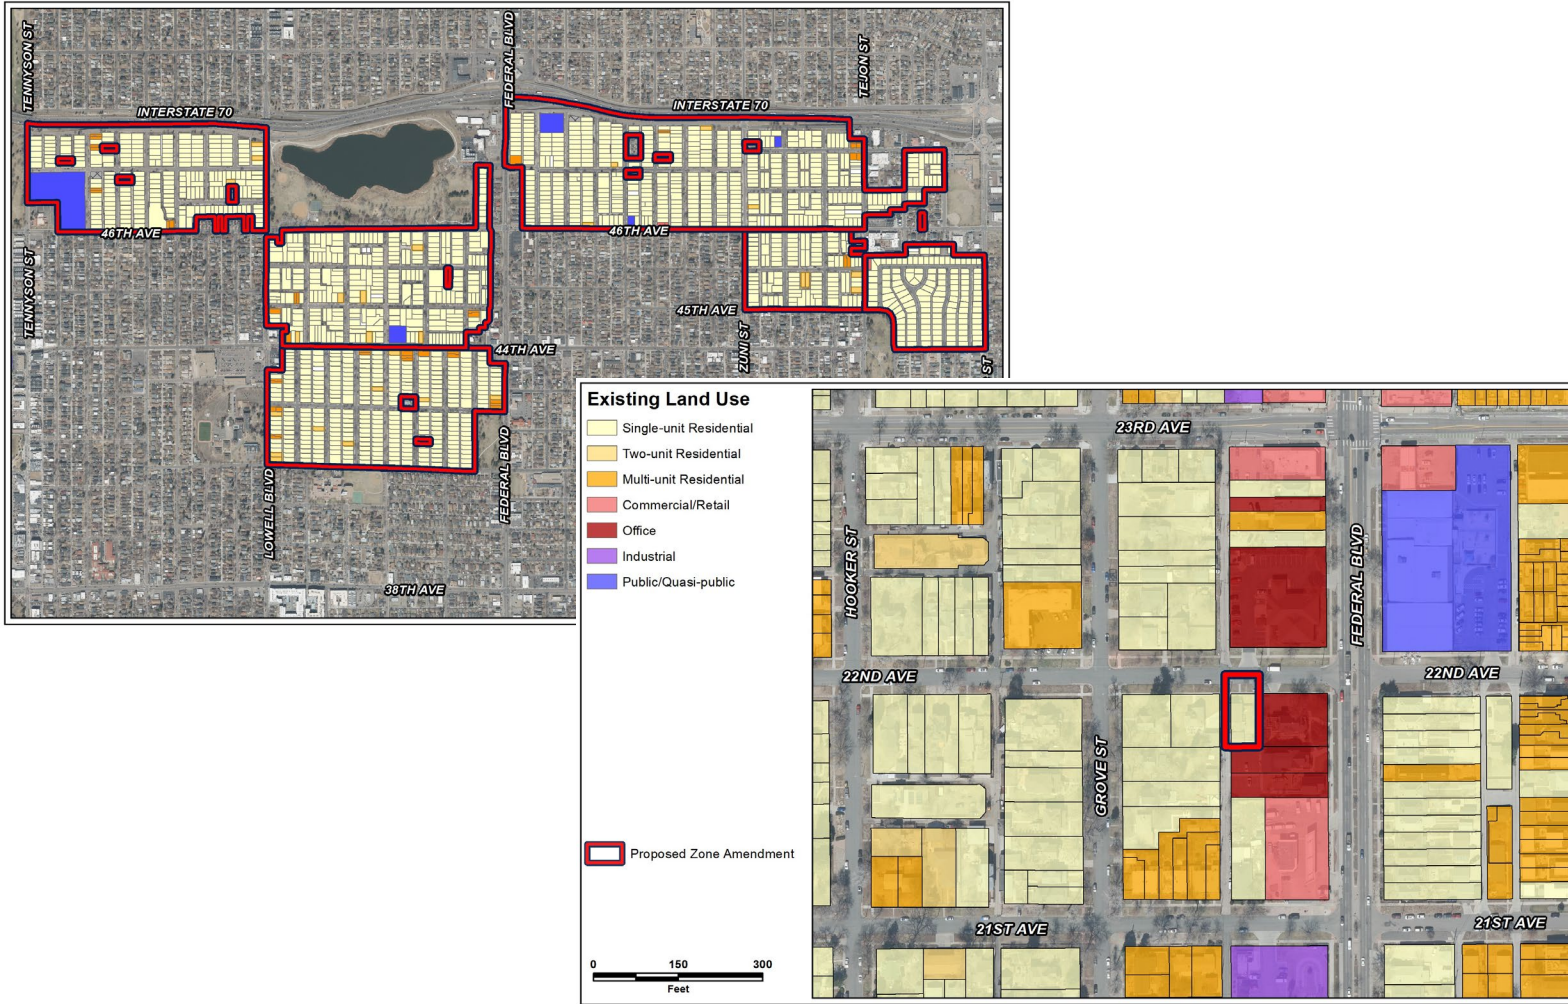 TENNYSON ST
FEDERAL BLVD
TEJON ST
INTERSTATE 70
INTERSTATE 70
46TH AVE
46TH AVE
TENNYSON ST
45TH AVE
ZUNI ST
44TH AVE
ST
LOWELL BLVD
FEDERAL BLVD
38TH AVE
Existing Land Use
Single-unit Residential
Two-unit Residential
Multi-unit Residential
Commercial/Retail
Office
Industrial
Public/Quasi-public
Proposed Zone Amendment
0 150 300
Feet
23RD AVE
HOOKER ST
FEDERAL BLVD
22ND AVE
22ND AVE
GROVE ST
21ST AVE
21ST AVE